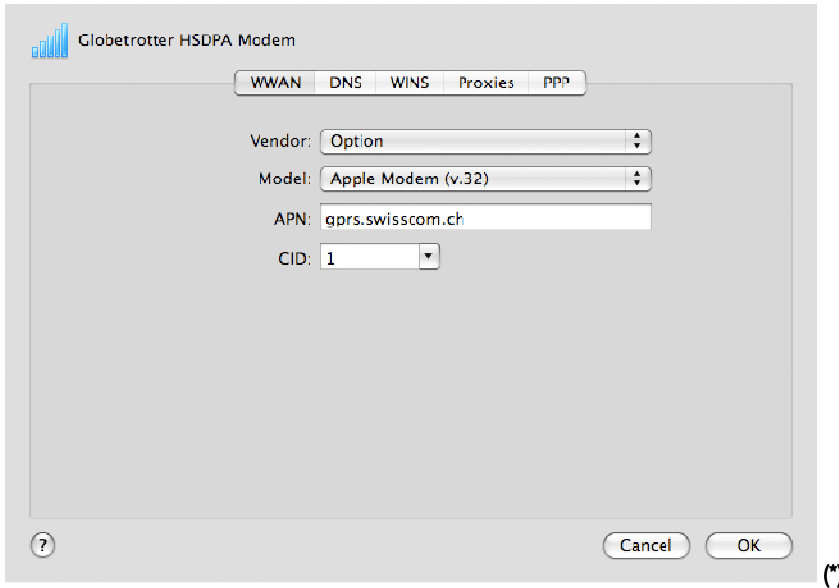 Globetrotter HSDPA Modem
WWAN DNS WINS Proxies PPP
Vendor: Option
Model: Apple Modem (v.32)
APN: gprs.swisscom.ch
CID: 1
? Cancel OK
(*